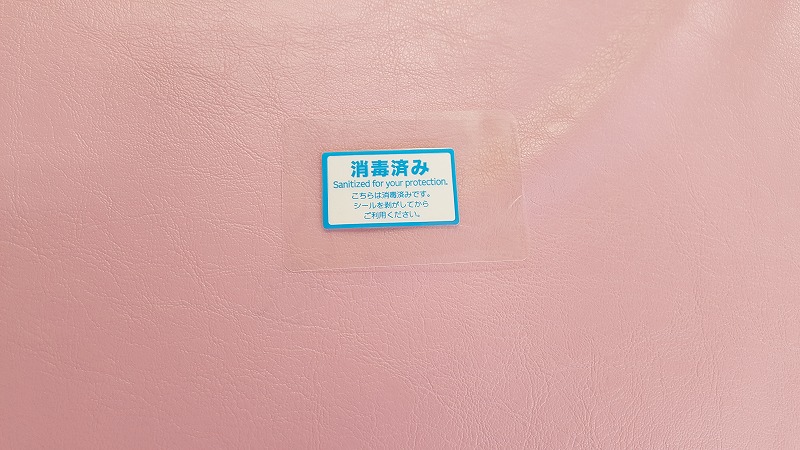 消毒済み
Sanitized for your protection.
こちらは消毒済みです。
シールを剥がしてから
ご利用ください。